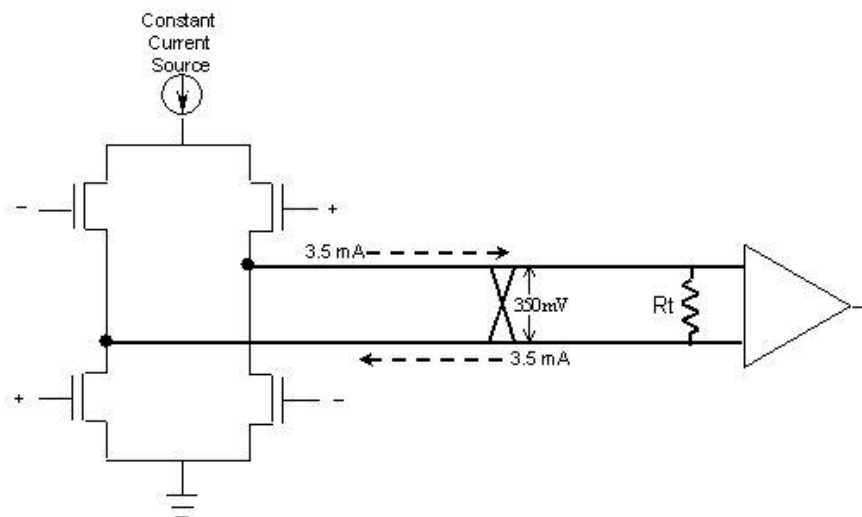 Constant
Current
Source
−
+
3.5 mA
350mV
Rt
3.5 mA
+
−